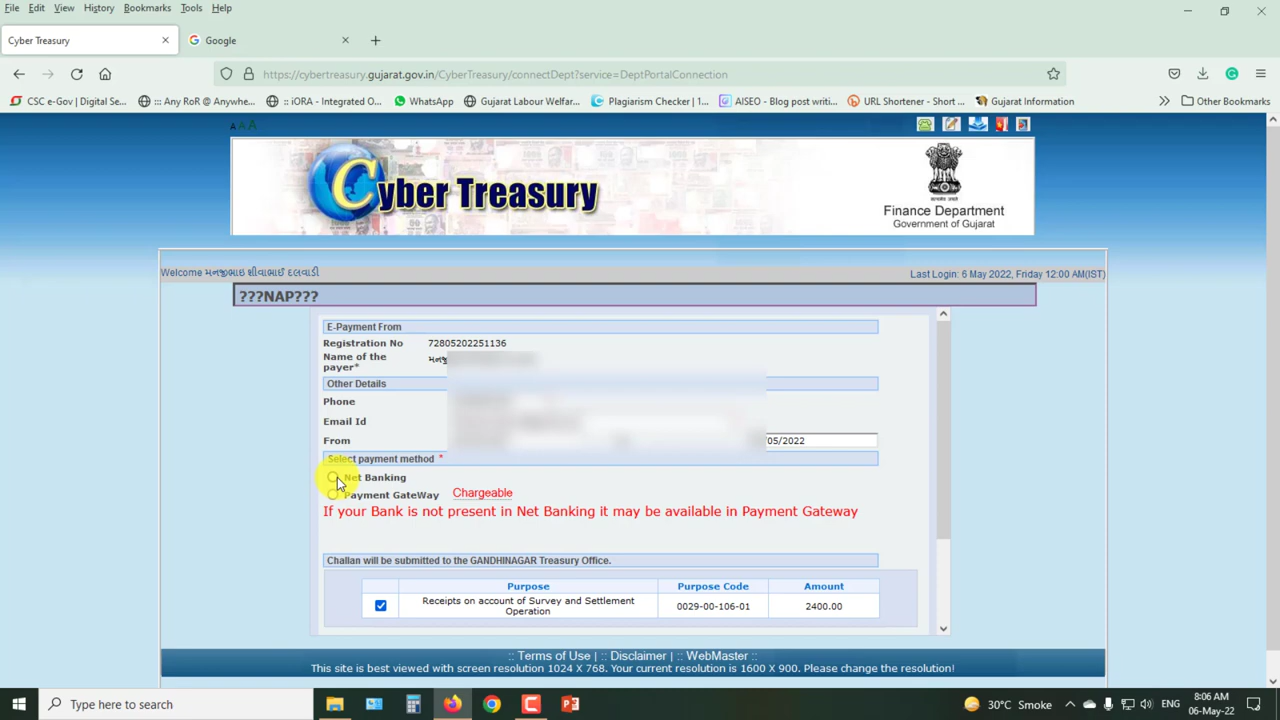 File Edit View History Bookmarks Tools Help
Cyber Treasury
Google
https://cybertreasury.gujarat.gov.in/CyberTreasury/connectDept?service=DeptPortalConnection
CSC e-Gov | Digital Se...
::: Any RoR @ Anywhe...
:: iORA - Integrated O...
WhatsApp
Gujarat Labour Welfar...
Plagiarism Checker | 1...
AISEO - Blog post writi...
URL Shortener - Short ...
Gujarat Information
Other Bookmarks
A A A
Cyber Treasury
Finance Department
Government of Gujarat
Welcome મનજીભાઇ શીવાભાઈ દલવાડી
Last Login: 6 May 2022, Friday 12:00 AM(IST)
???NAP???
E-Payment From
Registration No 72805202251136
Name of the payer*
Other Details
Phone
Email Id
From /05/2022
Select payment method *
Net Banking
Payment GateWay Chargeable
If your Bank is not present in Net Banking it may be available in Payment Gateway
Challan will be submitted to the GANDHINAGAR Treasury Office.
Purpose Purpose Code Amount
Receipts on account of Survey and Settlement Operation 0029-00-106-01 2400.00
:: Terms of Use | :: Disclaimer | :: WebMaster ::
This site is best viewed with screen resolution 1024 X 768. Your current resolution is 1600 X 900. Please change the resolution!
Type here to search
30°C Smoke
ENG
8:06 AM
06-May-22